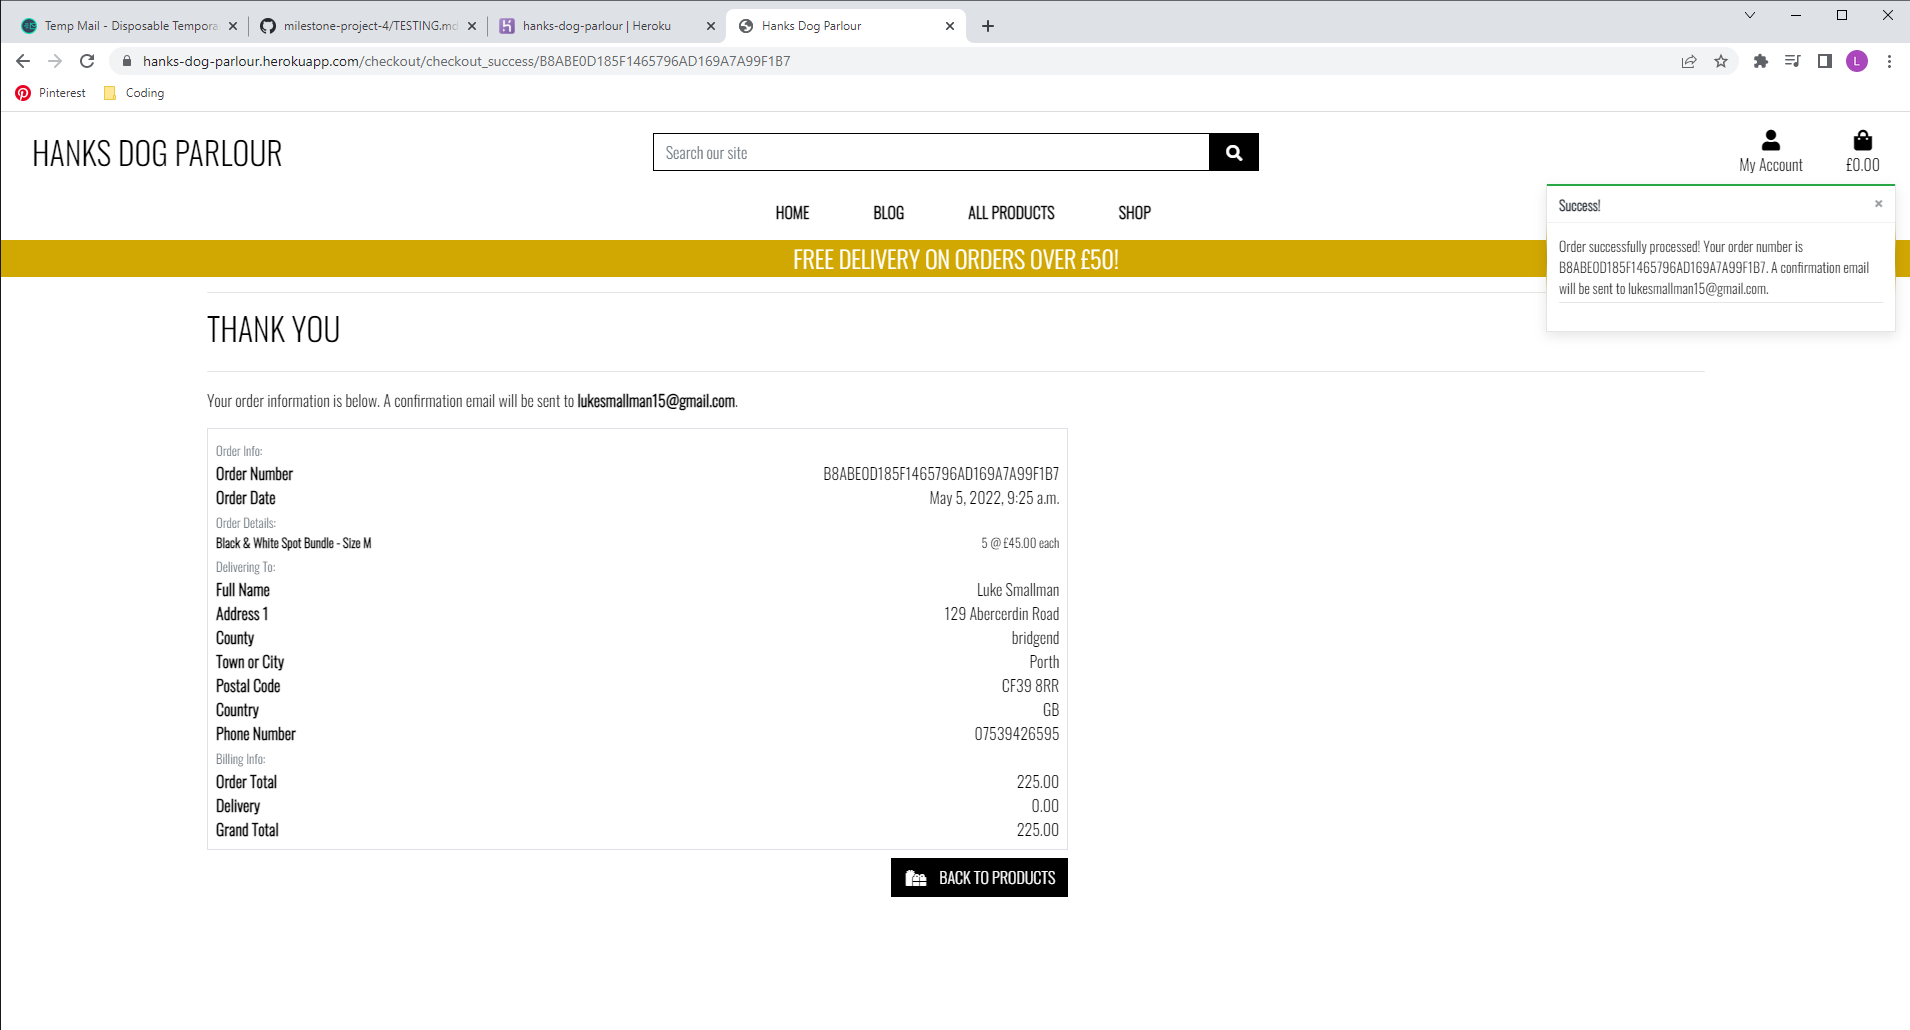 Temp Mail - Disposable Tempora
milestone-project-4/TESTING.md
hanks-dog-parlour | Heroku
Hanks Dog Parlour
hanks-dog-parlour.herokuapp.com/checkout/checkout_success/B8ABE0D185F1465796AD169A7A99F1B7
L
Pinterest
Coding
HANKS DOG PARLOUR
Search our site
My Account
£0.00
HOME
BLOG
ALL PRODUCTS
SHOP
FREE DELIVERY ON ORDERS OVER £50!
Success!
×
Order successfully processed! Your order number is
B8ABE0D185F1465796AD169A7A99F1B7. A confirmation email
will be sent to lukesmallman15@gmail.com.
THANK YOU
Your order information is below. A confirmation email will be sent to lukesmallman15@gmail.com.
Order Info:
Order Number B8ABE0D185F1465796AD169A7A99F1B7
Order Date May 5, 2022, 9:25 a.m.
Order Details:
Black & White Spot Bundle - Size M 5 @ £45.00 each
Delivering To:
Full Name Luke Smallman
Address 1 129 Abercerdin Road
County bridgend
Town or City Porth
Postal Code CF39 8RR
Country GB
Phone Number 07539426595
Billing Info:
Order Total 225.00
Delivery 0.00
Grand Total 225.00
BACK TO PRODUCTS